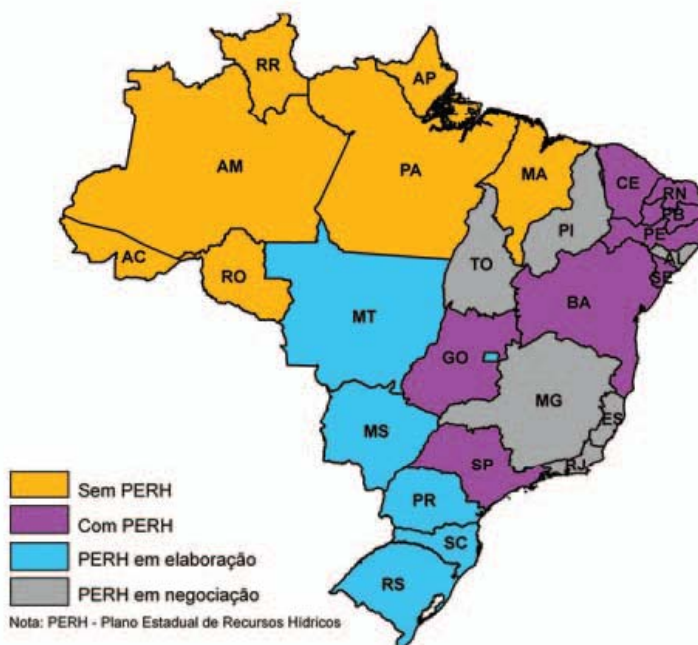 RR
AP
AM
PA
MA
CE
RN
PB
PE
PI
AL
SE
AC
RO
TO
BA
MT
GO
MG
ES
MS
SP
RJ
PR
SC
RS
Sem PERH
Com PERH
PERH em elaboração
PERH em negociação
Nota: PERH - Plano Estadual de Recursos Hídricos